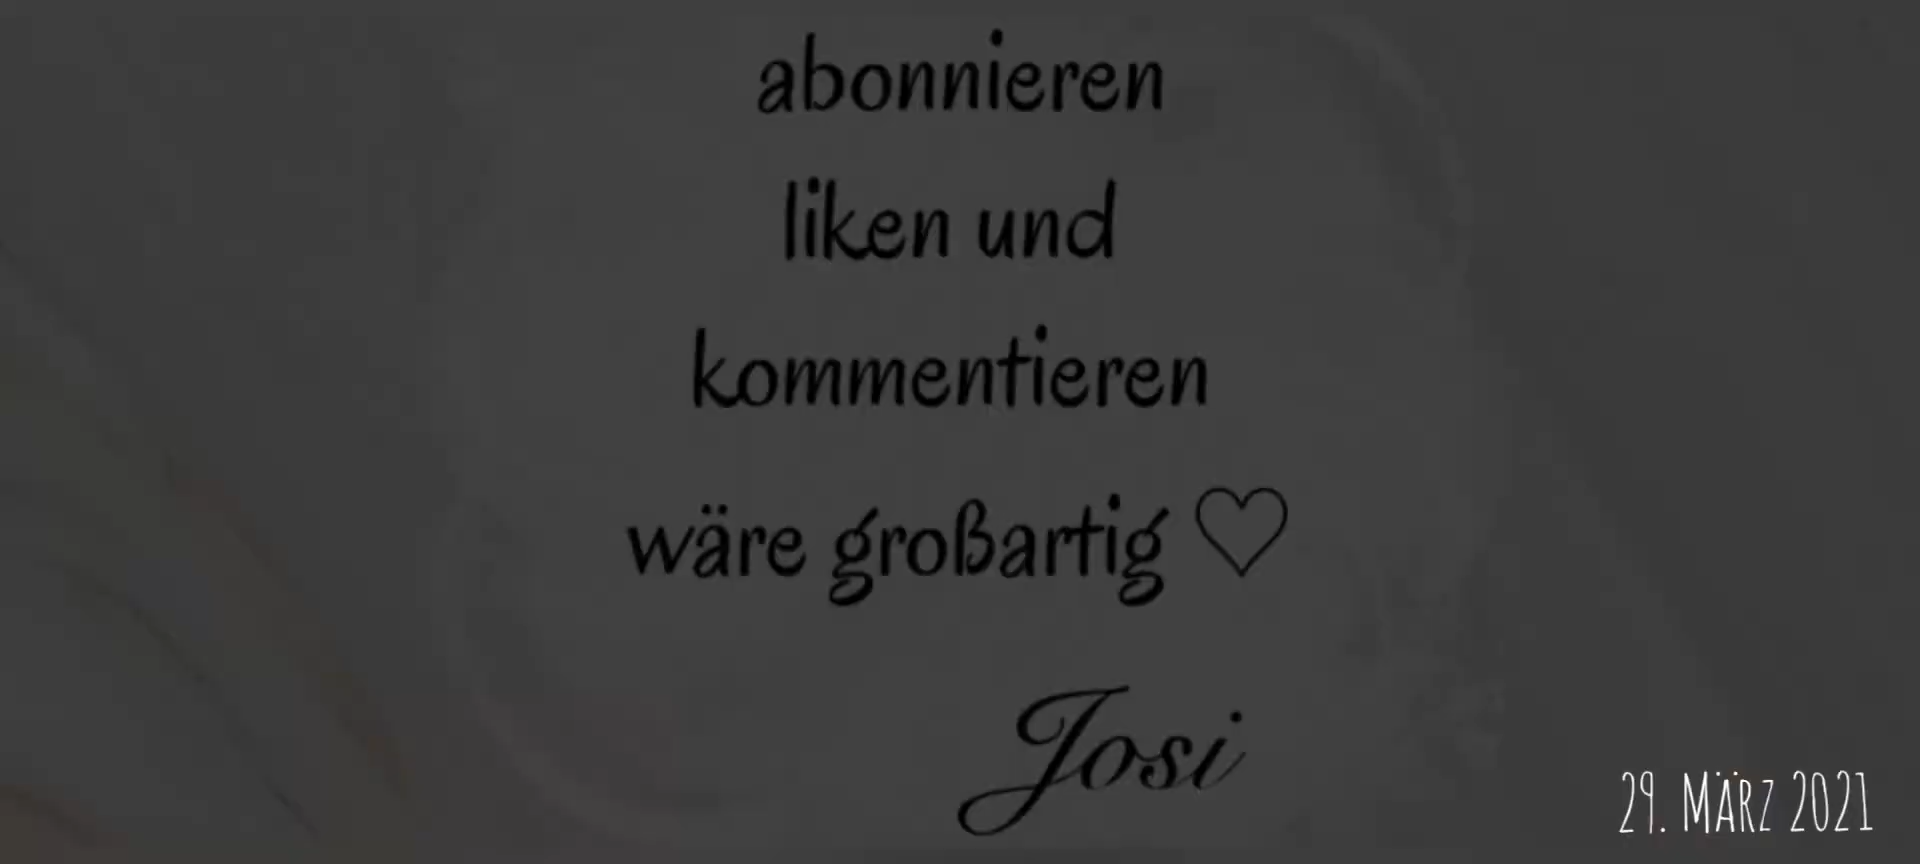 abonnieren
liken und
kommentieren
wäre großartig ♡
Josi
29. MÄRZ 2021